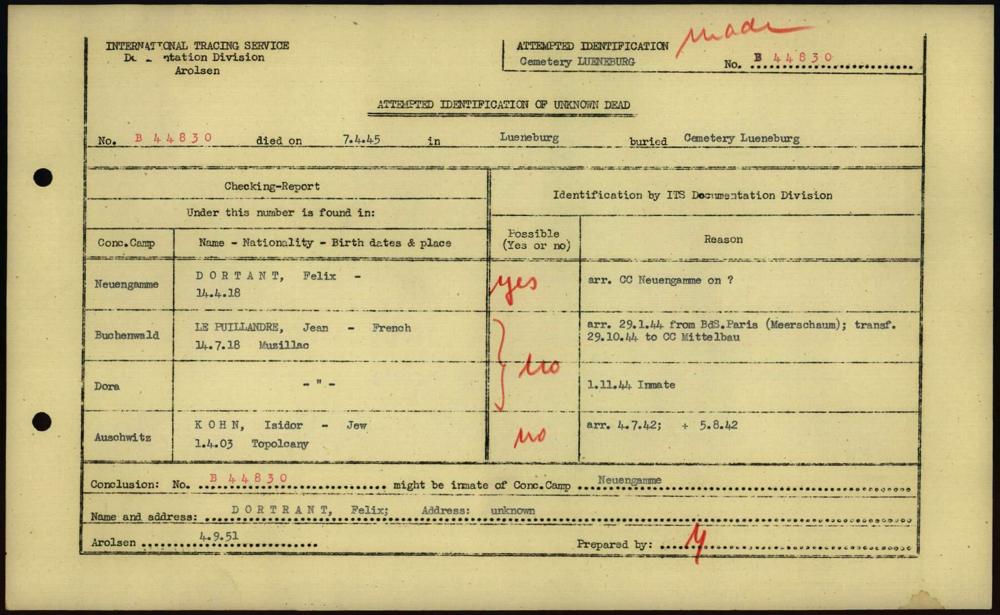 made
INTERNATIONAL TRACING SERVICE
ntation Division
Arolsen
ATTEMPTED IDENTIFICATION
Cemetery LUENEBURG No. B 44830
ATTEMPTED IDENTIFICATION OF UNKNOWN DEAD
No. B 44830 died on 7.4.45 in Lueneburg buried Cemetery Lueneburg
Checking-Report
Identification by ITS Documentation Division
Under this number is found in:
Conc.Camp Name - Nationality - Birth dates & place Possible (Yes or no) Reason
Neuengamme DORTANT, Felix - yes arr. CC Neuengamme on ?
14.4.18
Buchenwald LE PUILLANDRE, Jean - French arr. 29.1.44 from BdS.Paris (Meerschaum); transf.
14.7.18 Muzillac 29.10.44 to CC Mittelbau
no
Dora - " - 1.11.44 Inmate
Auschwitz KOHN, Isidor - Jew no arr. 4.7.42; + 5.8.42
1.4.03 Topolcany
Conclusion: No. B 44830 might be inmate of Conc.Camp Neuengamme
Name and address: DORTRANT, Felix; Address: unknown
Arolsen 4.9.51 Prepared by: